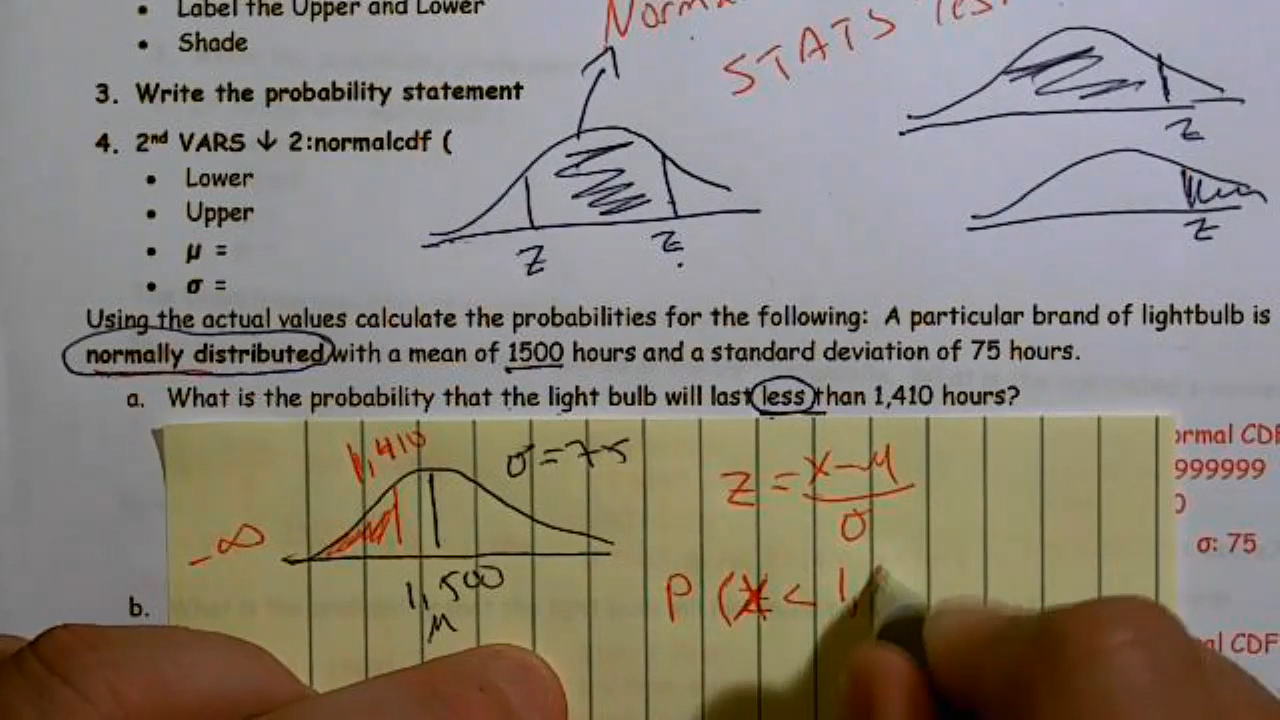 • Label the Upper and Lower
• Shade
3. Write the probability statement
4. 2nd VARS ↓ 2:normalcdf (
• Lower
• Upper
• μ =
• σ =
STATS
Z
Z
Z
Z
Using the actual values calculate the probabilities for the following: A particular brand of lightbulb is
normally distributed with a mean of 1500 hours and a standard deviation of 75 hours.
a. What is the probability that the light bulb will last less than 1,410 hours?
1,410
σ=75
-∞
1,500
μ
Z = x-μ
σ
P (X < 1,
CDF
999999
0
σ: 75
b.
CDF